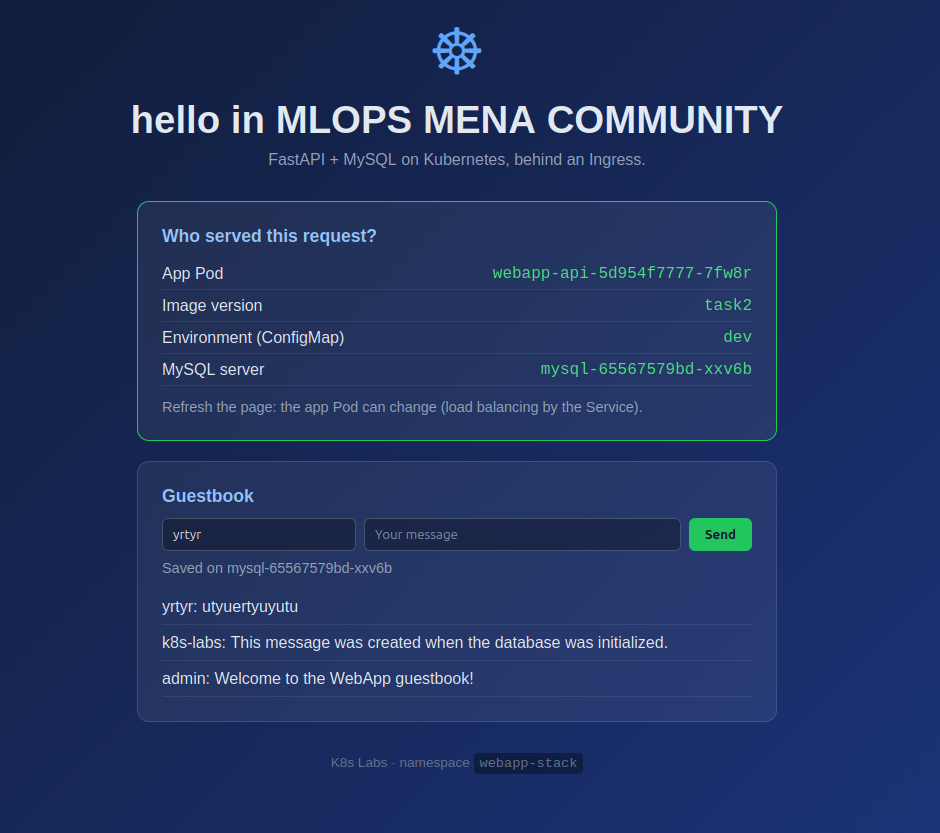 hello in MLOPS MENA COMMUNITY
FastAPI + MySQL on Kubernetes, behind an Ingress.
Who served this request?
App Pod webapp-api-5d954f7777-7fw8r
Image version task2
Environment (ConfigMap) dev
MySQL server mysql-65567579bd-xxv6b
Refresh the page: the app Pod can change (load balancing by the Service).
Guestbook
yrtyr Your message Send
Saved on mysql-65567579bd-xxv6b
yrtyr: utyuertyuyutu
k8s-labs: This message was created when the database was initialized.
admin: Welcome to the WebApp guestbook!
K8s Labs · namespace webapp-stack